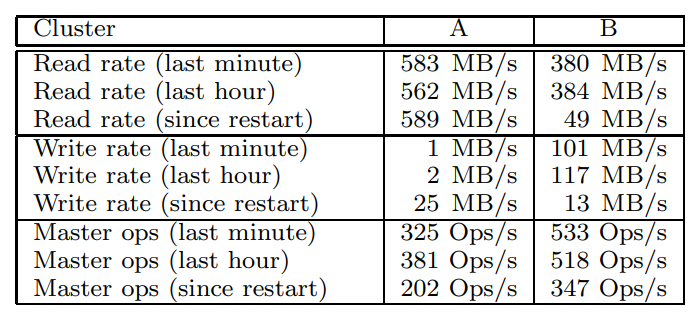 Cluster A B
Read rate (last minute) 583 MB/s 380 MB/s
Read rate (last hour) 562 MB/s 384 MB/s
Read rate (since restart) 589 MB/s 49 MB/s
Write rate (last minute) 1 MB/s 101 MB/s
Write rate (last hour) 2 MB/s 117 MB/s
Write rate (since restart) 25 MB/s 13 MB/s
Master ops (last minute) 325 Ops/s 533 Ops/s
Master ops (last hour) 381 Ops/s 518 Ops/s
Master ops (since restart) 202 Ops/s 347 Ops/s